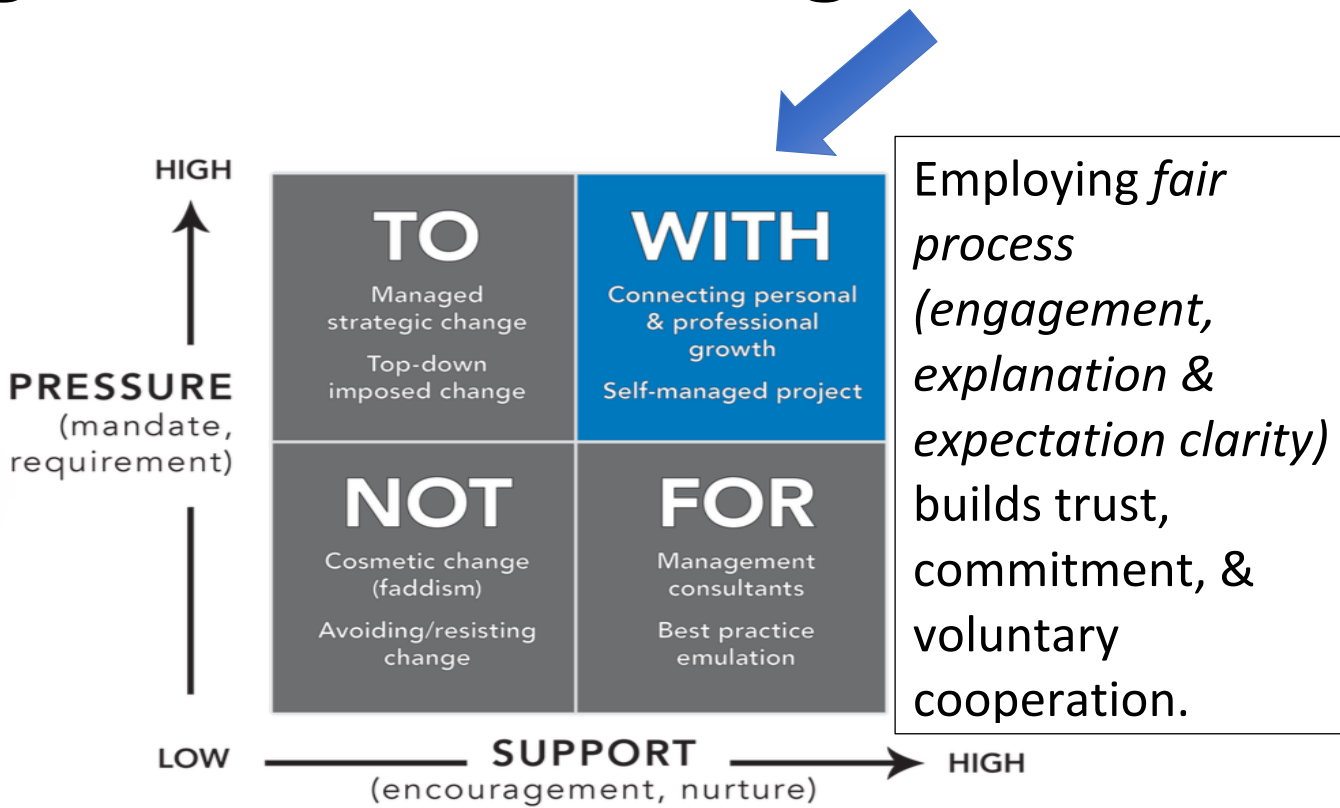 HIGH
PRESSURE
(mandate,
requirement)
LOW
TO
Managed
strategic change
Top-down
imposed change
WITH
Connecting personal
& professional
growth
Self-managed project
NOT
Cosmetic change
(faddism)
Avoiding/resisting
change
FOR
Management
consultants
Best practice
emulation
SUPPORT
(encouragement, nurture)
HIGH
Employing fair
process
(engagement,
explanation &
expectation clarity)
builds trust,
commitment, &
voluntary
cooperation.